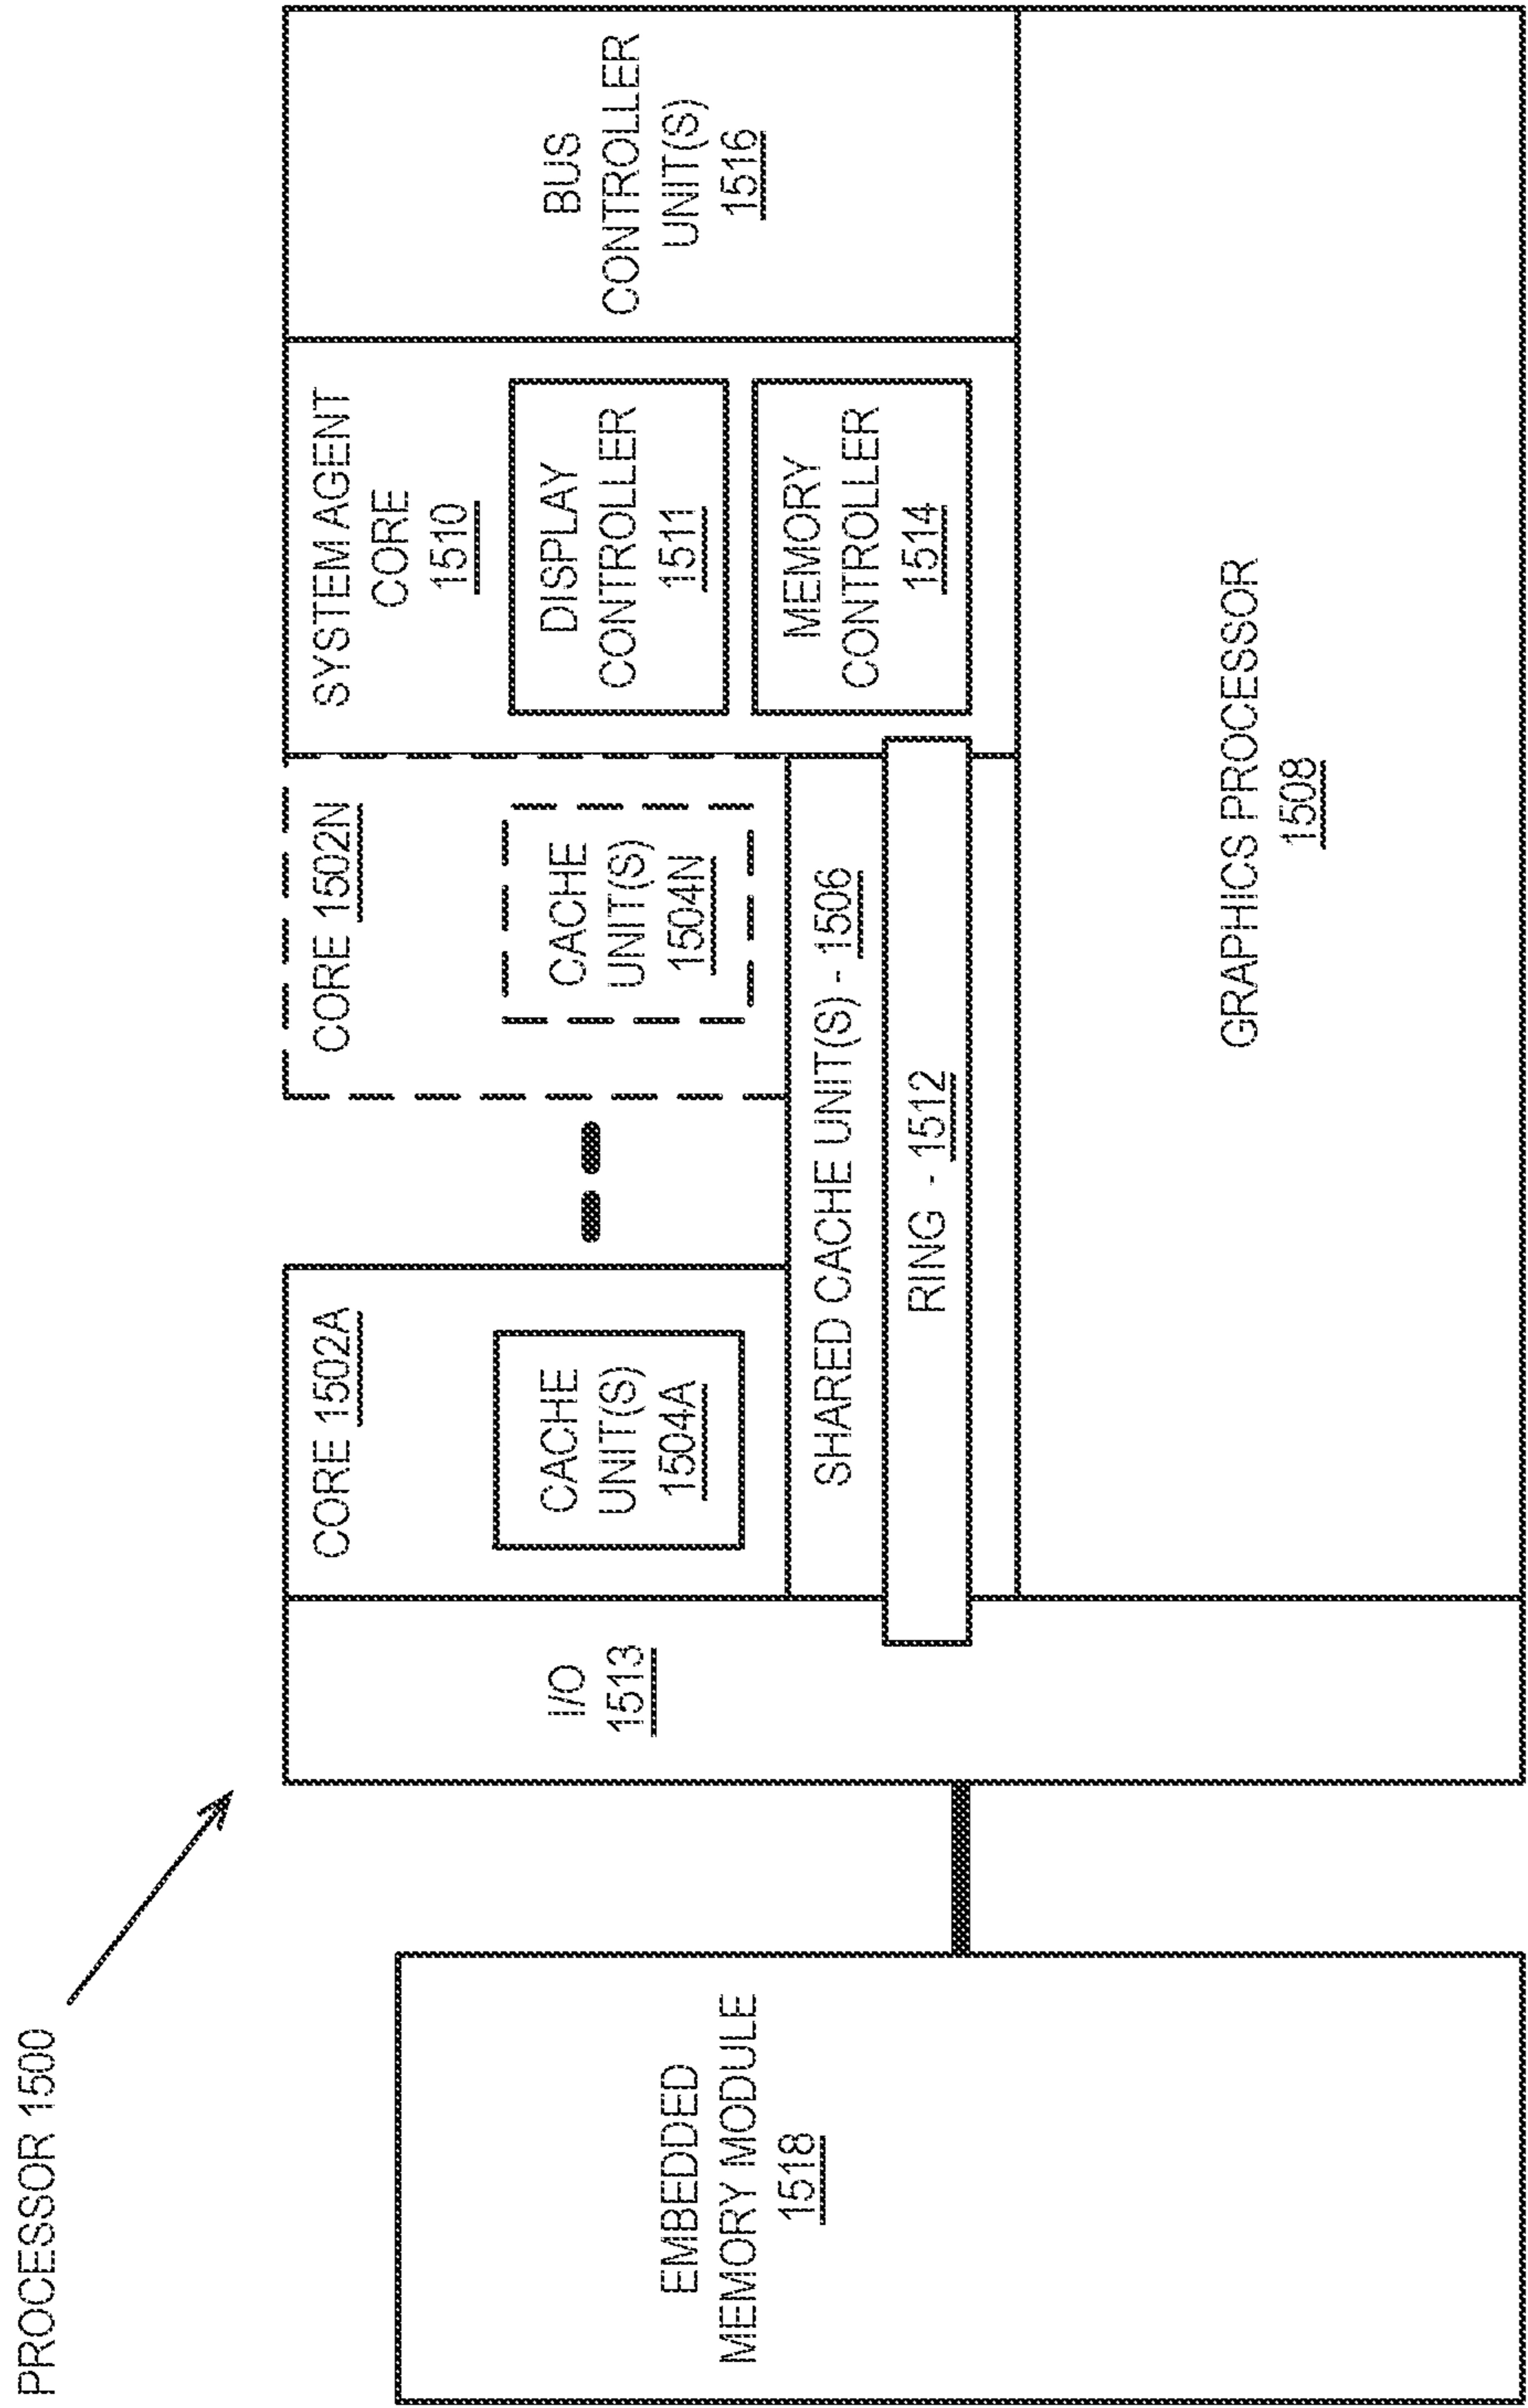 PROCESSOR 1500
EMBEDDED
MEMORY MODULE
1518
I/O
1513
CORE 1502A
CACHE
UNIT(S)
1504A
CORE 1502N
CACHE
UNIT(S)
1504N
SHARED CACHE UNIT(S) - 1506
RING - 1512
SYSTEM AGENT
CORE
1510
DISPLAY
CONTROLLER
1511
MEMORY
CONTROLLER
1514
BUS
CONTROLLER
UNIT(S)
1516
GRAPHICS PROCESSOR
1508